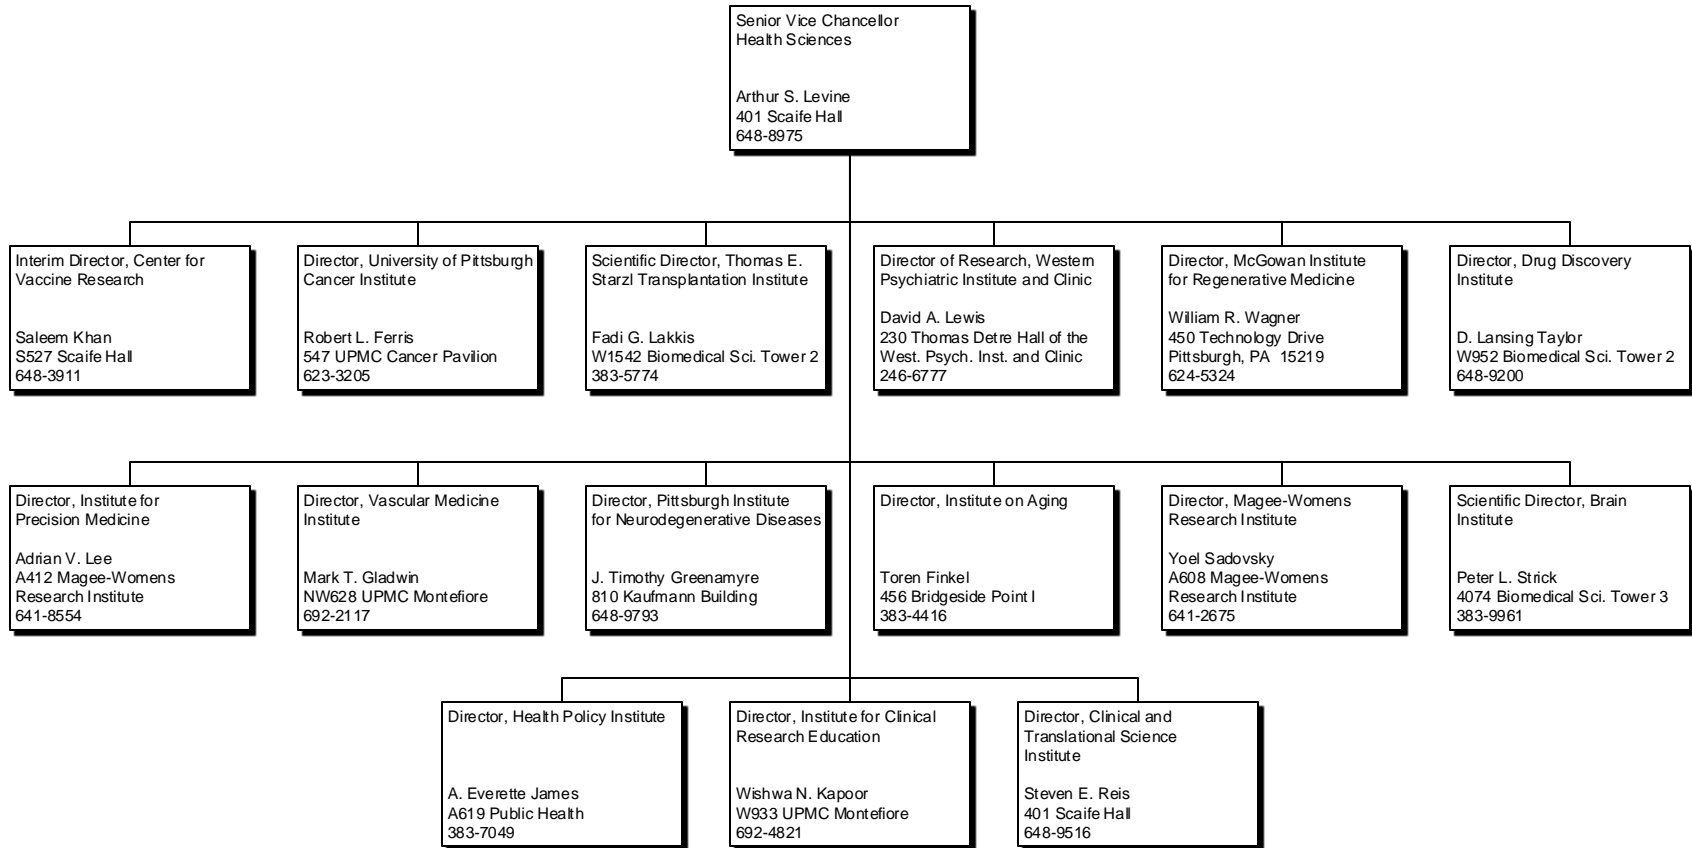 Senior Vice Chancellor
Health Sciences
Arthur S. Levine
401 Scaife Hall
648-8975
Interim Director, Center for
Vaccine Research
Saleem Khan
S527 Scaife Hall
648-3911
Director, University of Pittsburgh
Cancer Institute
Robert L. Ferris
547 UPMC Cancer Pavilion
623-3205
Scientific Director, Thomas E.
Starzl Transplantation Institute
Fadi G. Lakkis
W1542 Biomedical Sci. Tower 2
383-5774
Director of Research, Western
Psychiatric Institute and Clinic
David A. Lewis
230 Thomas Detre Hall of the
West. Psych. Inst. and Clinic
246-6777
Director, McGowan Institute
for Regenerative Medicine
William R. Wagner
450 Technology Drive
Pittsburgh, PA 15219
624-5324
Director, Drug Discovery
Institute
D. Lansing Taylor
W952 Biomedical Sci. Tower 2
648-9200
Director, Institute for
Precision Medicine
Adrian V. Lee
A412 Magee-Womens
Research Institute
641-8554
Director, Vascular Medicine
Institute
Mark T. Gladwin
NW628 UPMC Montefiore
692-2117
Director, Pittsburgh Institute
for Neurodegenerative Diseases
J. Timothy Greenamyre
810 Kaufmann Building
648-9793
Director, Institute on Aging
Toren Finkel
456 Bridgeside Point I
383-4416
Director, Magee-Womens
Research Institute
Yoel Sadovsky
A608 Magee-Womens
Research Institute
641-2675
Scientific Director, Brain
Institute
Peter L. Strick
4074 Biomedical Sci. Tower 3
383-9961
Director, Health Policy Institute
A. Everette James
A619 Public Health
383-7049
Director, Institute for Clinical
Research Education
Wishwa N. Kapoor
W933 UPMC Montefiore
692-4821
Director, Clinical and
Translational Science
Institute
Steven E. Reis
401 Scaife Hall
648-9516